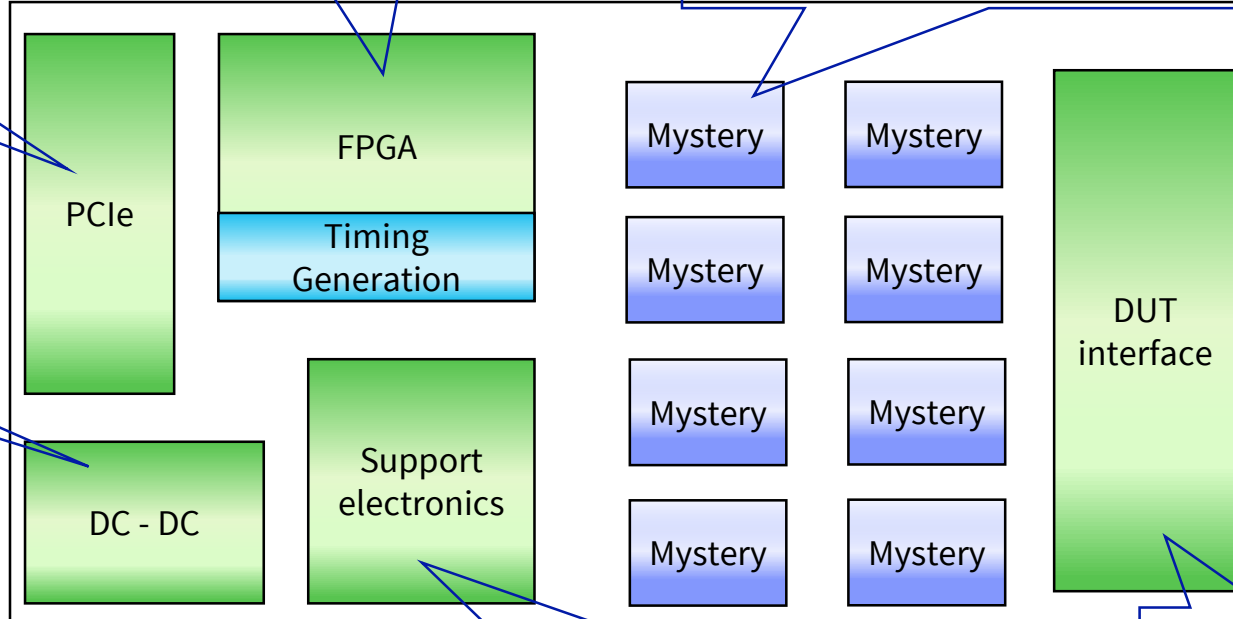 PCIe
FPGA
Timing
Generation
DC - DC
Support
electronics
Mystery
Mystery
Mystery
Mystery
Mystery
Mystery
Mystery
Mystery
DUT
interface